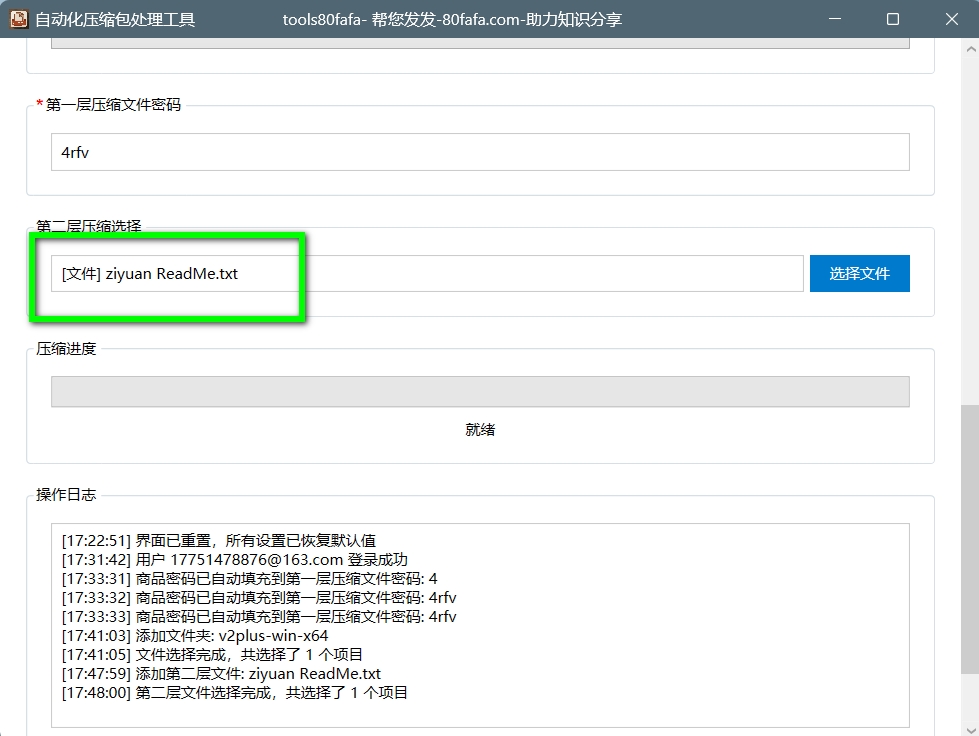 自动化压缩包处理工具
tools80fafa- 帮您发发-80fafa.com-助力知识分享
*第一层压缩文件密码
4rfv
第二层压缩选择
[文件] ziyuan ReadMe.txt
选择文件
压缩进度
就绪
操作日志
[17:22:51] 界面已重置，所有设置已恢复默认值
[17:31:42] 用户 17751478876@163.com 登录成功
[17:33:31] 商品密码已自动填充到第一层压缩文件密码: 4
[17:33:32] 商品密码已自动填充到第一层压缩文件密码: 4rfv
[17:33:33] 商品密码已自动填充到第一层压缩文件密码: 4rfv
[17:41:03] 添加文件夹: v2plus-win-x64
[17:41:05] 文件选择完成，共选择了 1 个项目
[17:47:59] 添加第二层文件: ziyuan ReadMe.txt
[17:48:00] 第二层文件选择完成，共选择了 1 个项目